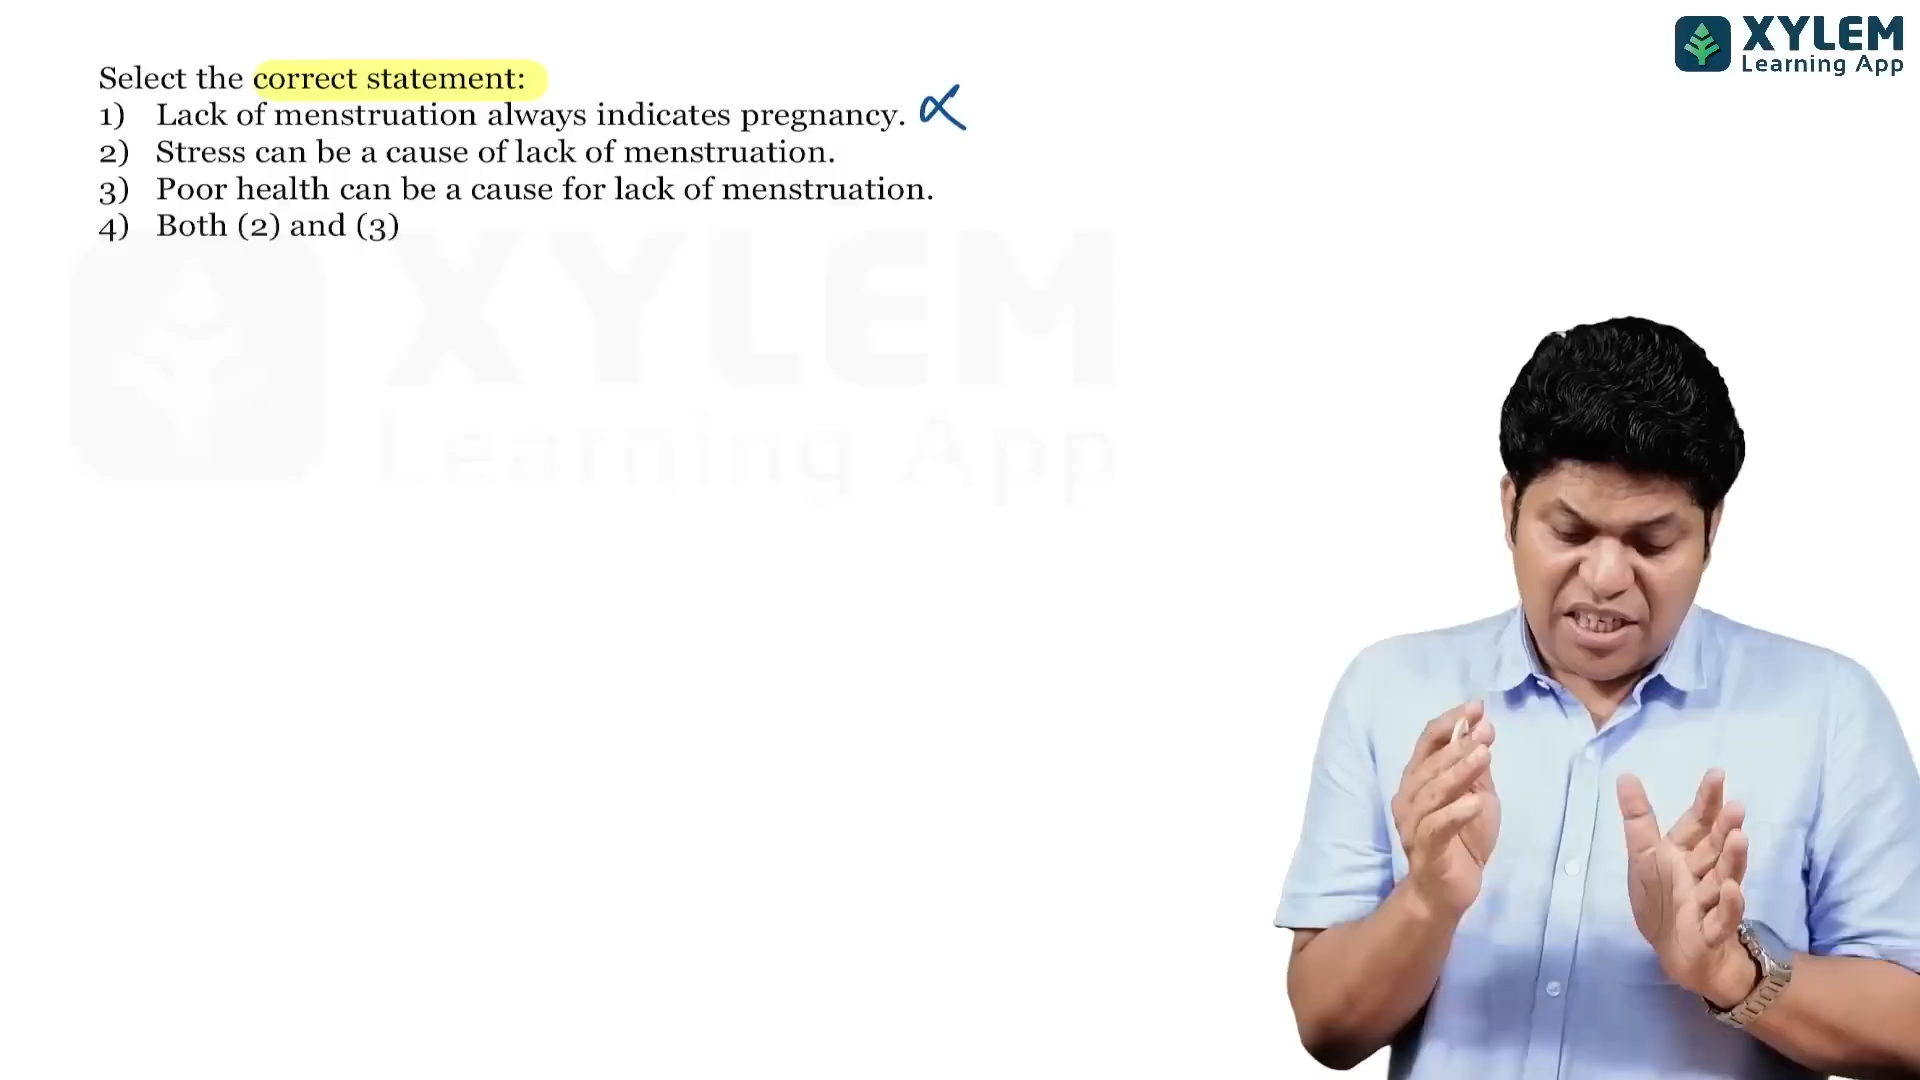 XYLEM
Learning App
Select the correct statement:
1) Lack of menstruation always indicates pregnancy.
2) Stress can be a cause of lack of menstruation.
3) Poor health can be a cause for lack of menstruation.
4) Both (2) and (3)
XYLEM
Learning App